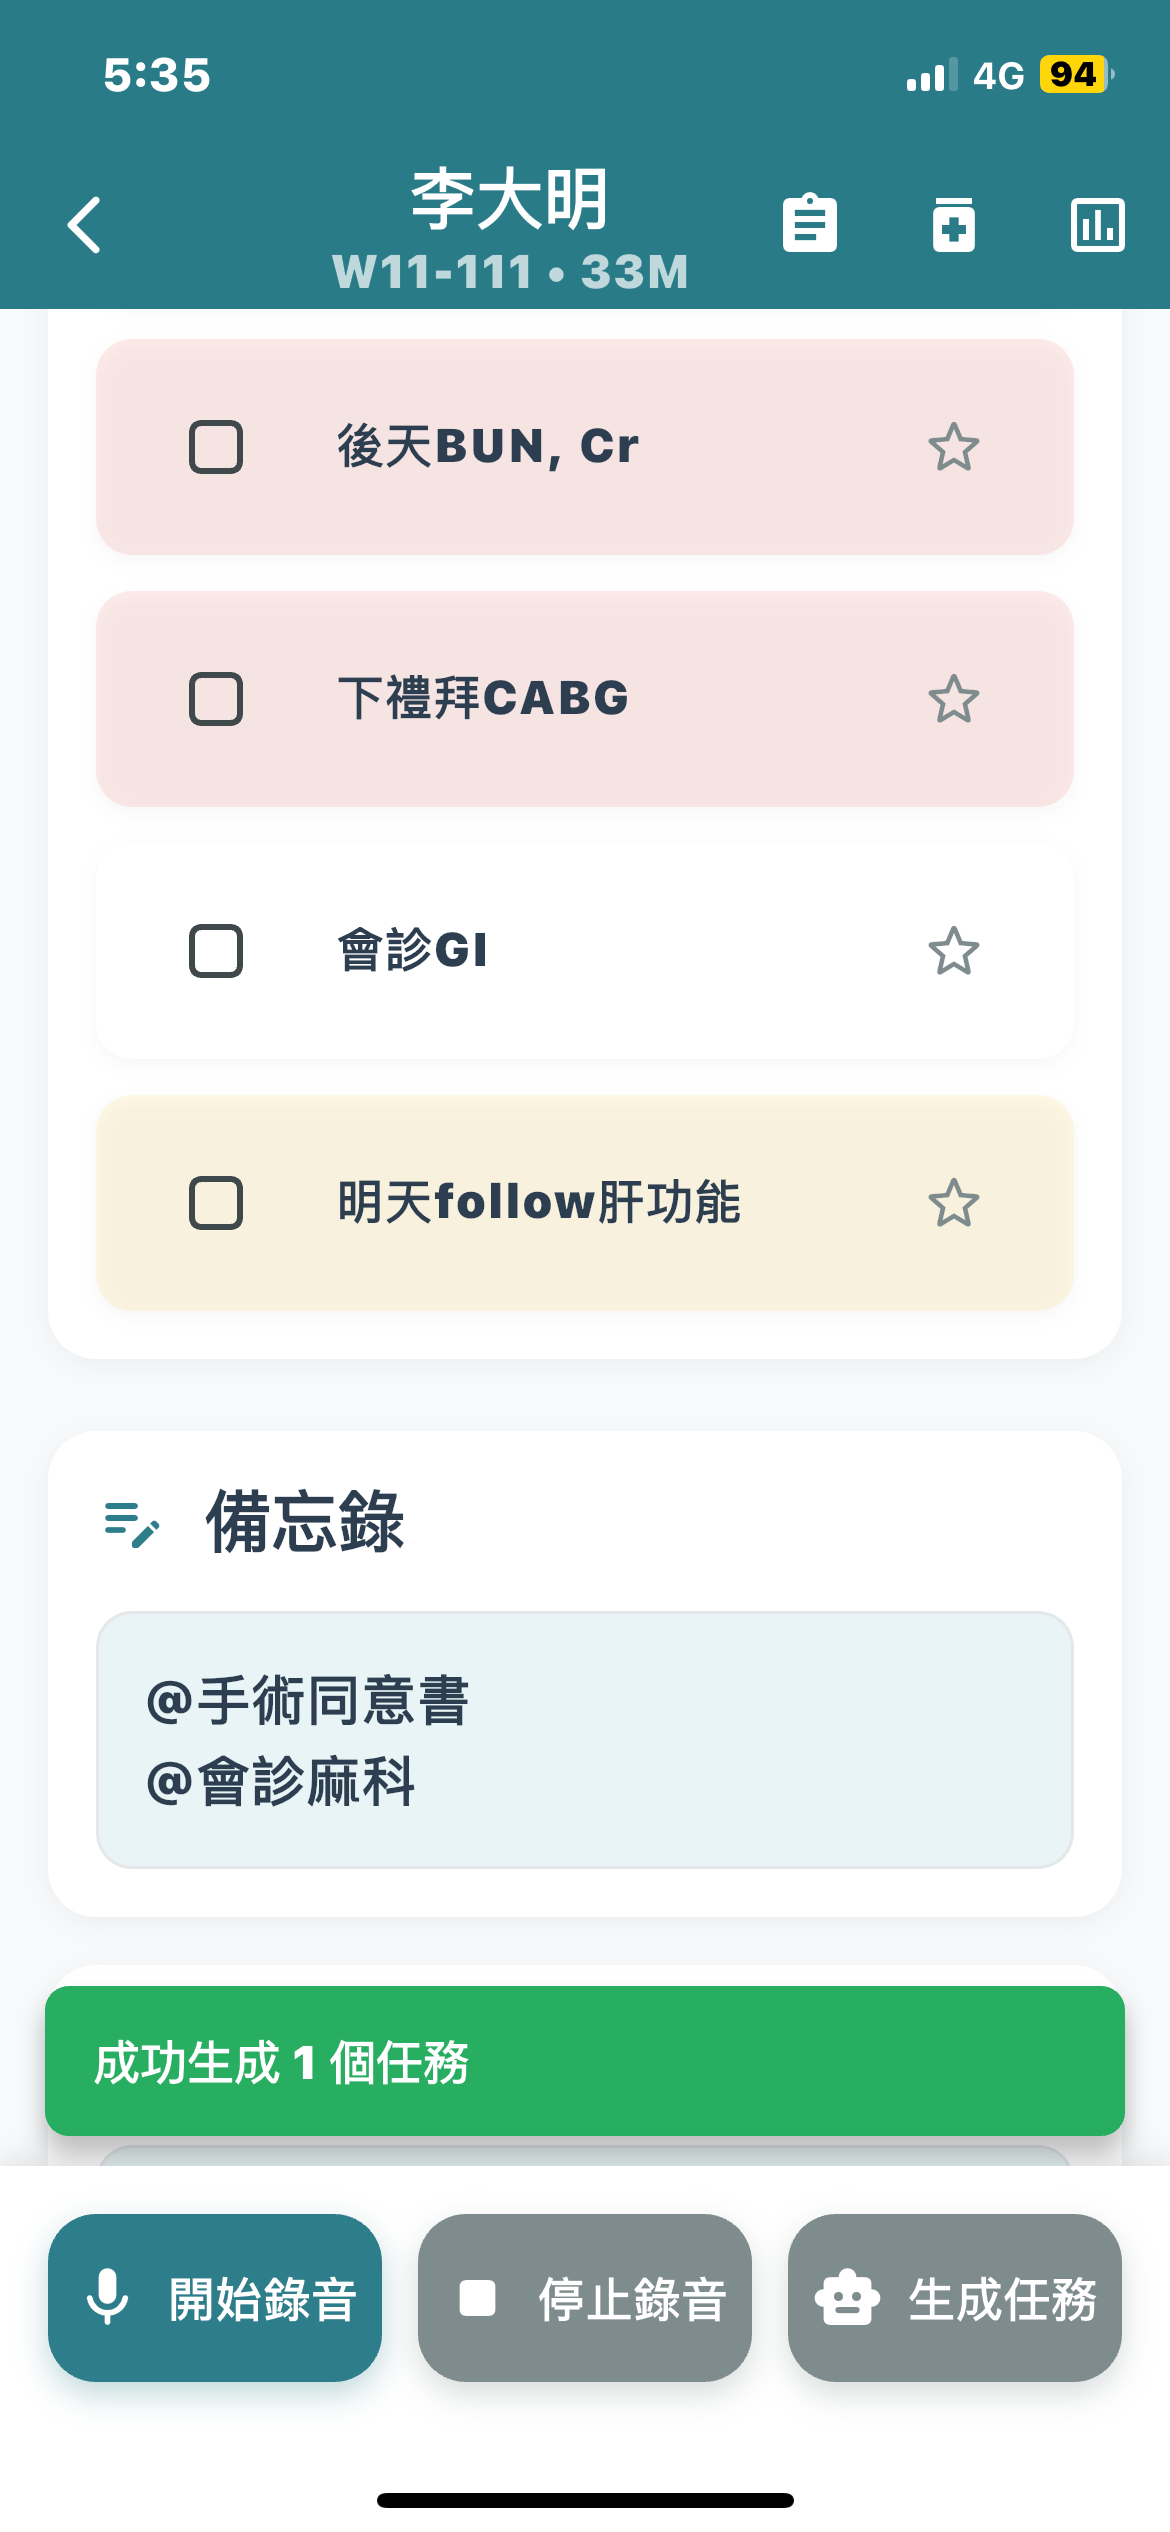 5:35
4G 94
李大明
W11-111 • 33M
後天BUN, Cr
下禮拜CABG
會診GI
明天follow肝功能
備忘錄
@手術同意書
@會診麻科
成功生成 1 個任務
開始錄音
停止錄音
生成任務